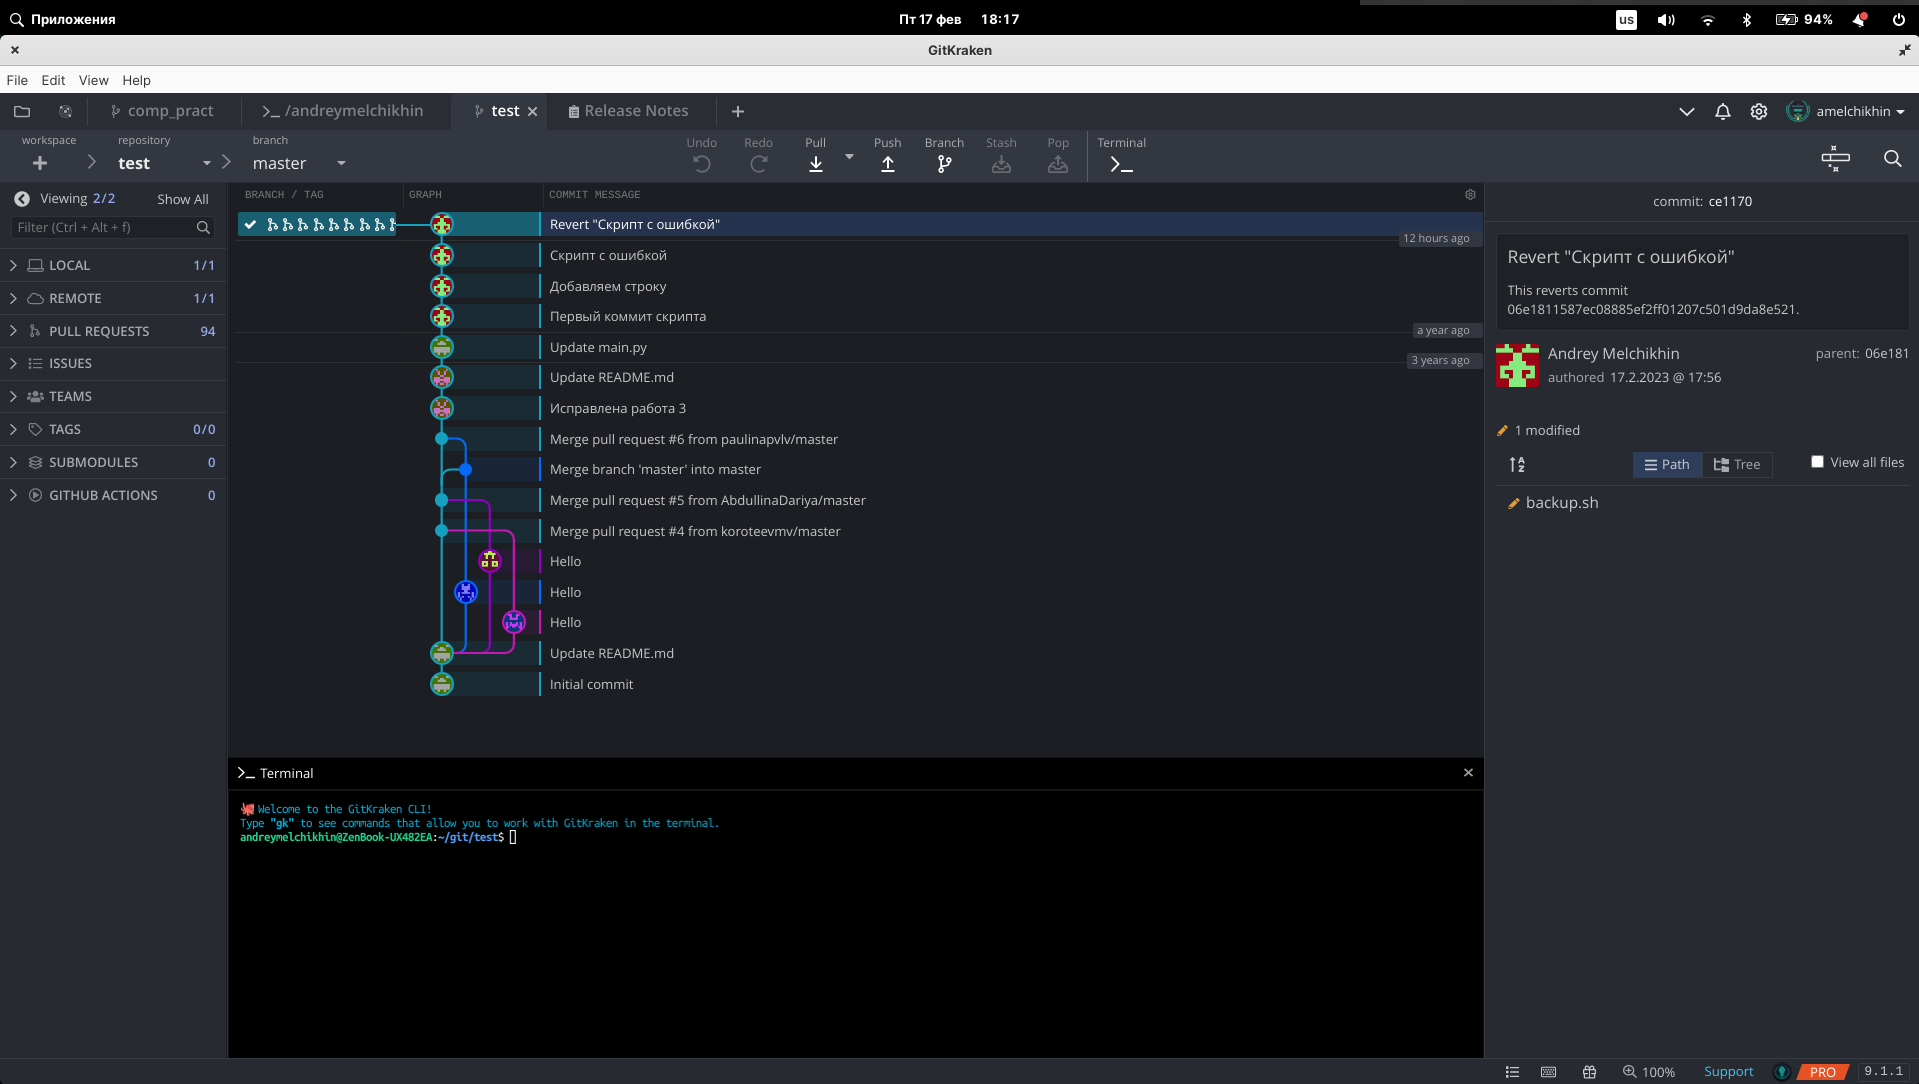 Приложения
Пт 17 фев 18:17
us
94%
GitKraken
File Edit View Help
comp_pract
/andreymelchikhin
test
Release Notes
amelchikhin
workspace
repository
test
branch
master
Undo
Redo
Pull
Push
Branch
Stash
Pop
Terminal
Viewing 2/2
Show All
Filter (Ctrl + Alt + f)
LOCAL 1/1
REMOTE 1/1
PULL REQUESTS 94
ISSUES
TEAMS
TAGS 0/0
SUBMODULES 0
GITHUB ACTIONS 0
BRANCH / TAG
GRAPH
COMMIT MESSAGE
Revert "Скрипт с ошибкой"
12 hours ago
Скрипт с ошибкой
Добавляем строку
Первый коммит скрипта
a year ago
Update main.py
3 years ago
Update README.md
Исправлена работа 3
Merge pull request #6 from paulinapvlv/master
Merge branch 'master' into master
Merge pull request #5 from AbdullinaDariya/master
Merge pull request #4 from koroteevmv/master
Hello
Hello
Hello
Update README.md
Initial commit
Terminal
Welcome to the GitKraken CLI!
Type "gk" to see commands that allow you to work with GitKraken in the terminal.
andreymelchikhin@ZenBook-UX482EA:~/git/test$
commit: ce1170
Revert "Скрипт с ошибкой"
This reverts commit
06e1811587ec08885ef2ff01207c501d9da8e521.
Andrey Melchikhin
parent: 06e181
authored 17.2.2023 @ 17:56
1 modified
Path
Tree
View all files
backup.sh
100%
Support
PRO
9.1.1